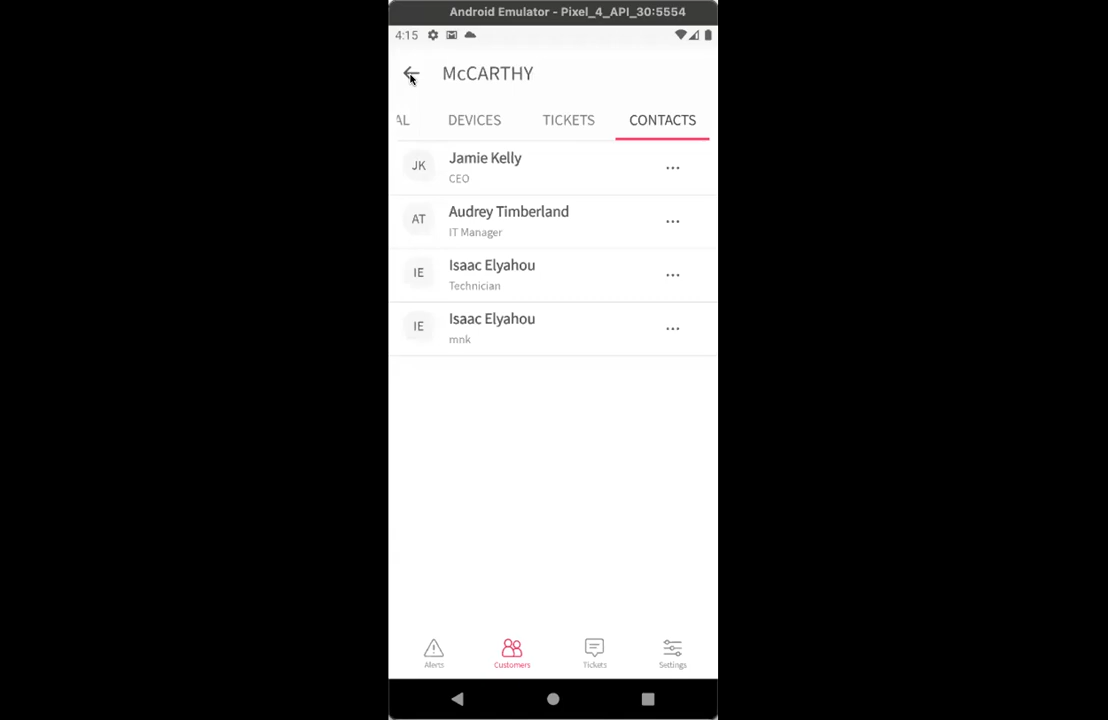 Android Emulator - Pixel_4_API_30:5554
4:15
McCARTHY
AL DEVICES TICKETS CONTACTS
JK Jamie Kelly
CEO
AT Audrey Timberland
IT Manager
IE Isaac Elyahou
Technician
IE Isaac Elyahou
mnk
Alerts Customers Tickets Settings